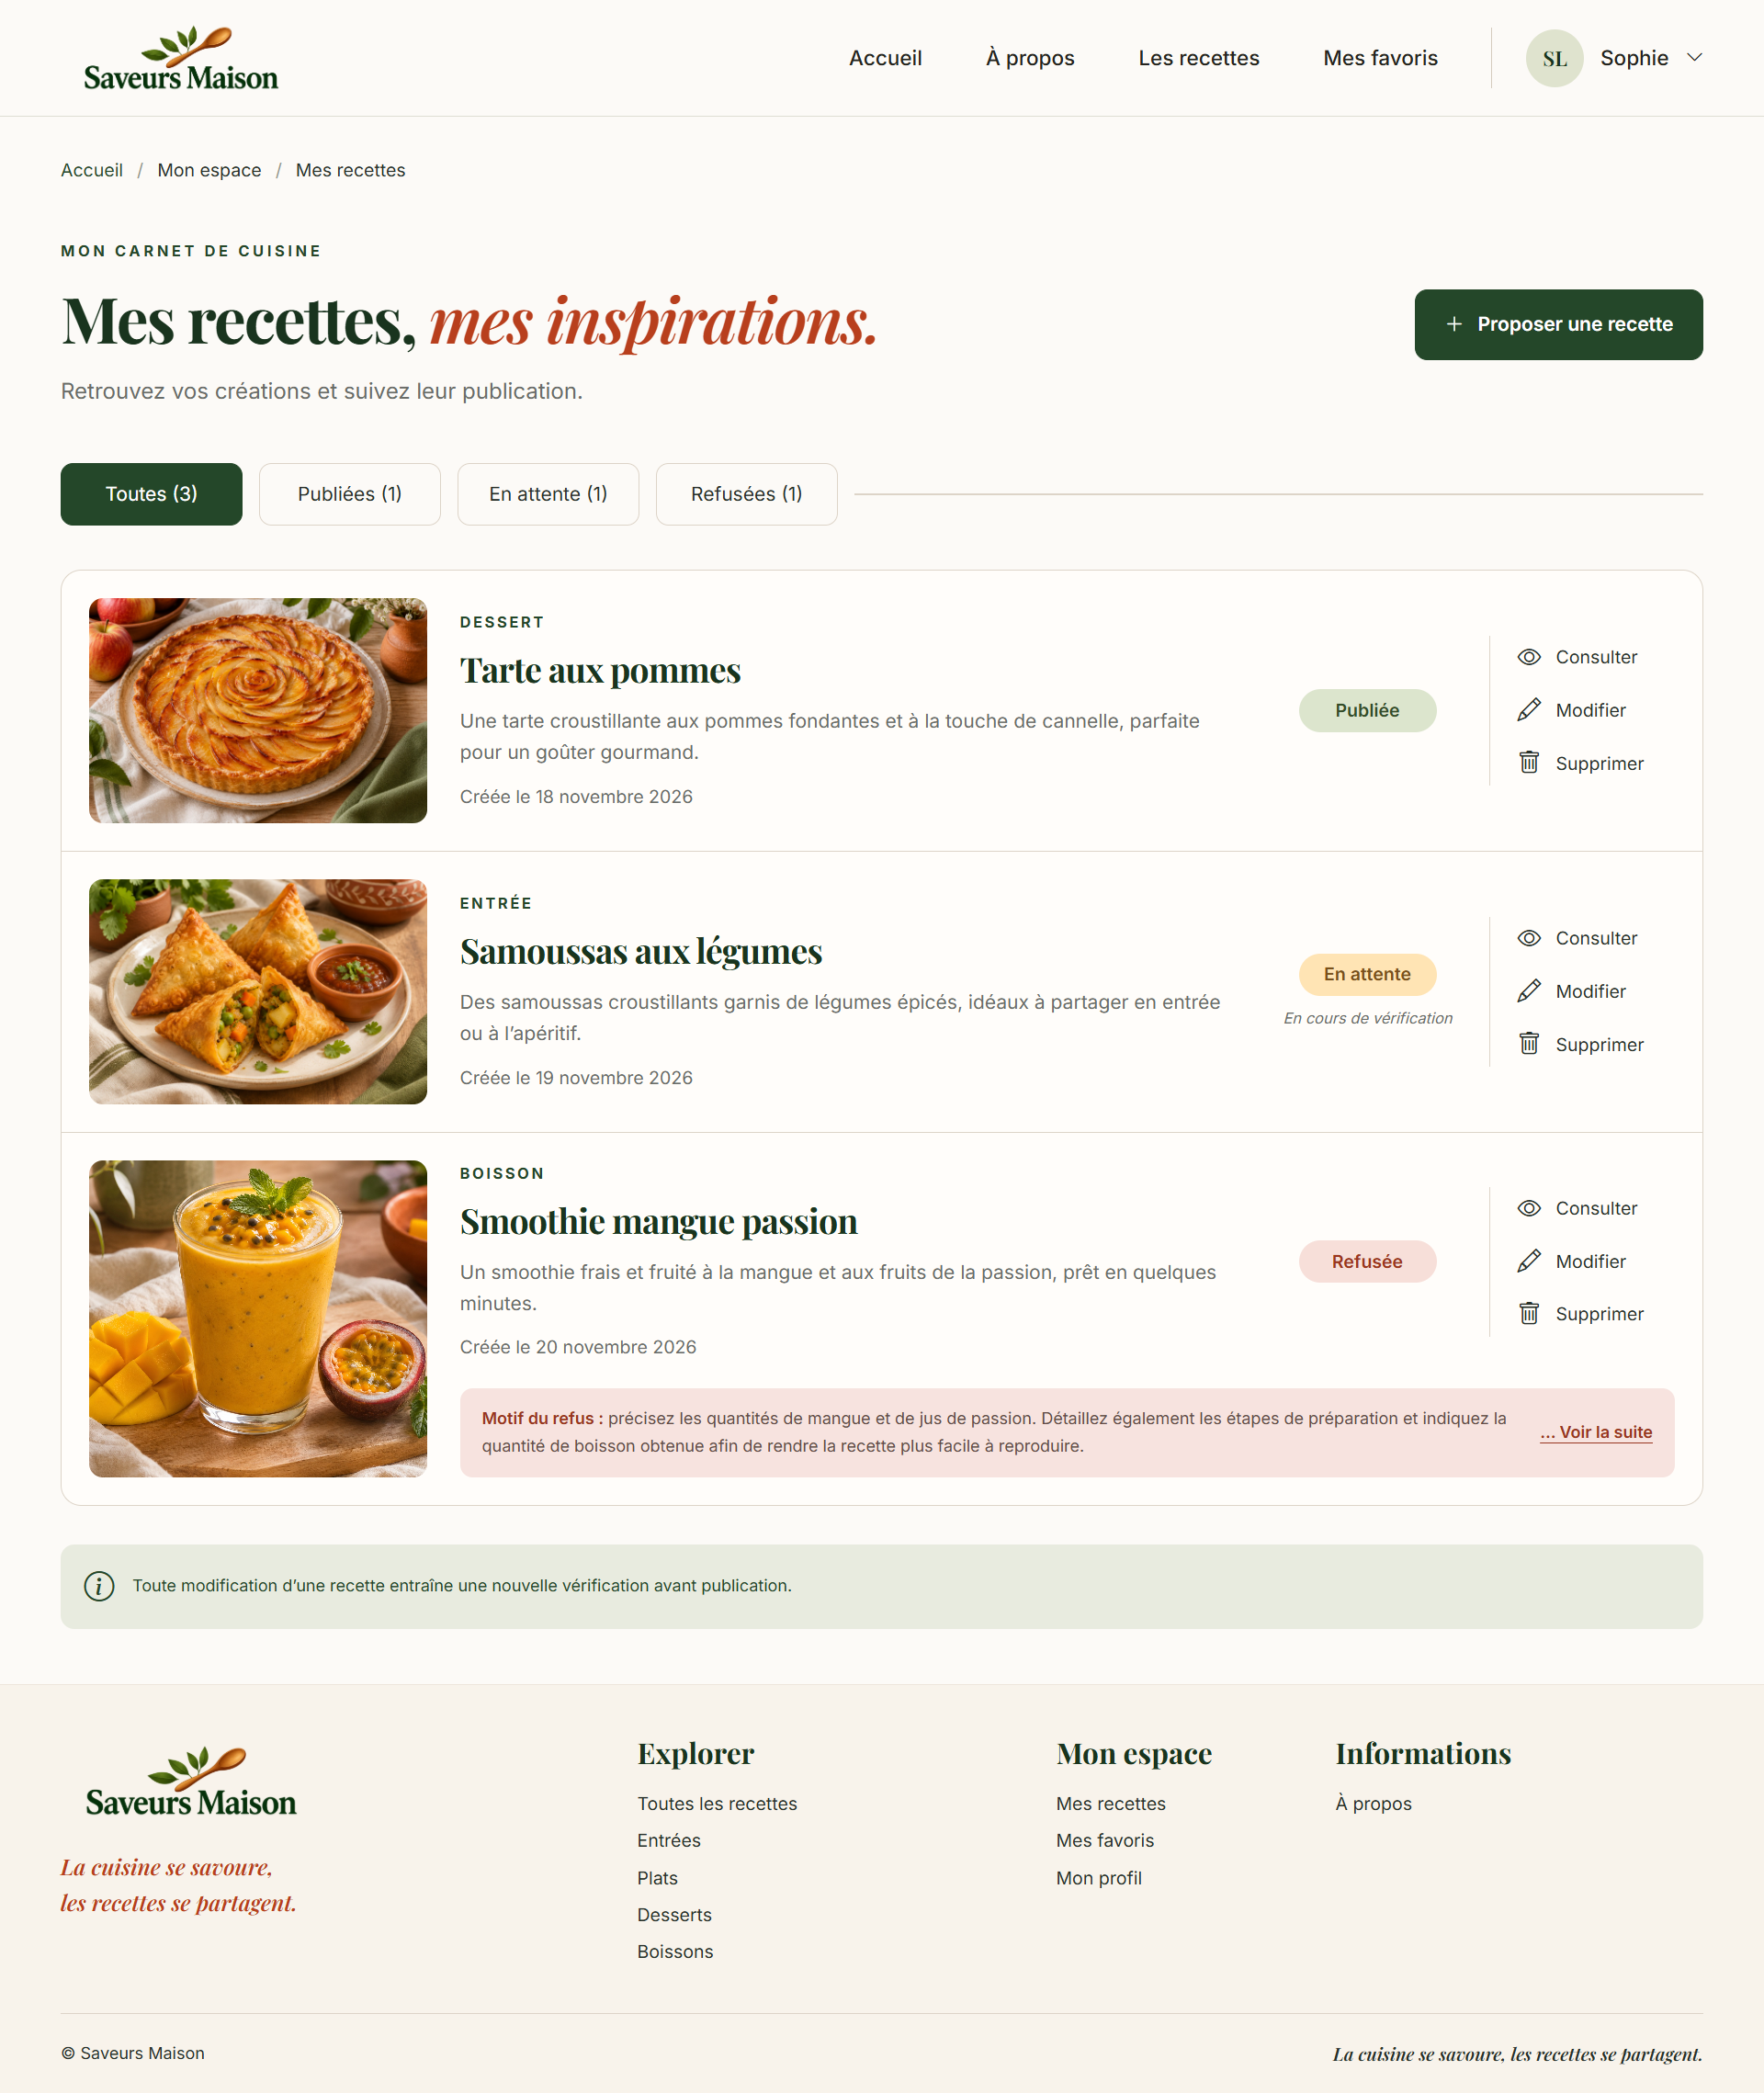 Saveurs Maison
Accueil
À propos
Les recettes
Mes favoris
SL
Sophie
Accueil / Mon espace / Mes recettes
MON CARNET DE CUISINE
Mes recettes, mes inspirations.
Proposer une recette
Retrouvez vos créations et suivez leur publication.
Toutes (3)
Publiées (1)
En attente (1)
Refusées (1)
DESSERT
Tarte aux pommes
Une tarte croustillante aux pommes fondantes et à la touche de cannelle, parfaite
pour un goûter gourmand.
Créée le 18 novembre 2026
Publiée
Consulter
Modifier
Supprimer
ENTRÉE
Samoussas aux légumes
Des samoussas croustillants garnis de légumes épicés, idéaux à partager en entrée
ou à l’apéritif.
Créée le 19 novembre 2026
En attente
En cours de vérification
Consulter
Modifier
Supprimer
BOISSON
Smoothie mangue passion
Un smoothie frais et fruité à la mangue et aux fruits de la passion, prêt en quelques
minutes.
Créée le 20 novembre 2026
Refusée
Consulter
Modifier
Supprimer
Motif du refus : précisez les quantités de mangue et de jus de passion. Détaillez également les étapes de préparation et indiquez la
quantité de boisson obtenue afin de rendre la recette plus facile à reproduire.
... Voir la suite
Toute modification d’une recette entraîne une nouvelle vérification avant publication.
Saveurs Maison
La cuisine se savoure,
les recettes se partagent.
Explorer
Toutes les recettes
Entrées
Plats
Desserts
Boissons
Mon espace
Mes recettes
Mes favoris
Mon profil
Informations
À propos
© Saveurs Maison
La cuisine se savoure, les recettes se partagent.